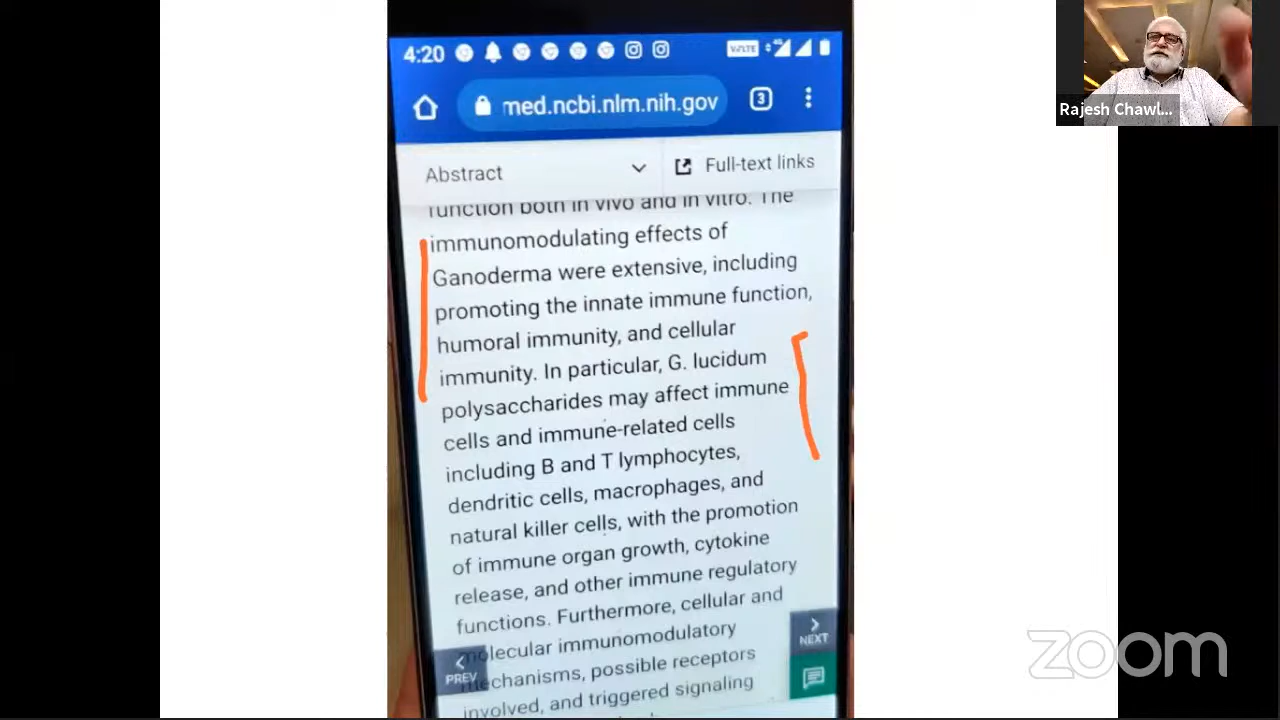 4:20
VoLTE
4G
med.ncbi.nlm.nih.gov
3
Abstract
Full-text links
function both in vivo and in vitro. The
immunomodulating effects of
Ganoderma were extensive, including
promoting the innate immune function,
humoral immunity, and cellular
immunity. In particular, G. lucidum
polysaccharides may affect immune
cells and immune-related cells
including B and T lymphocytes,
dendritic cells, macrophages, and
natural killer cells, with the promotion
of immune organ growth, cytokine
release, and other immune regulatory
functions. Furthermore, cellular and
molecular immunomodulatory
mechanisms, possible receptors
involved, and triggered signaling
PREV
NEXT
Rajesh Chawl...
zoom